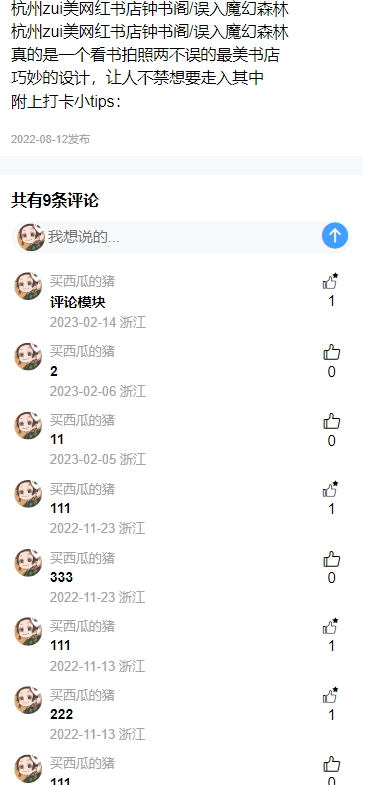 杭州zui美网红书店钟书阁/误入魔幻森林
杭州zui美网红书店钟书阁/误入魔幻森林
真的是一个看书拍照两不误的最美书店
巧妙的设计，让人不禁想要走入其中
附上打卡小tips：
2022-08-12发布
共有9条评论
我想说的...
买西瓜的猪
评论模块
1
2023-02-14 浙江
买西瓜的猪
2
0
2023-02-06 浙江
买西瓜的猪
11
0
2023-02-05 浙江
买西瓜的猪
111
1
2022-11-23 浙江
买西瓜的猪
333
0
2022-11-23 浙江
买西瓜的猪
111
1
2022-11-13 浙江
买西瓜的猪
222
1
2022-11-13 浙江
买西瓜的猪
111
0